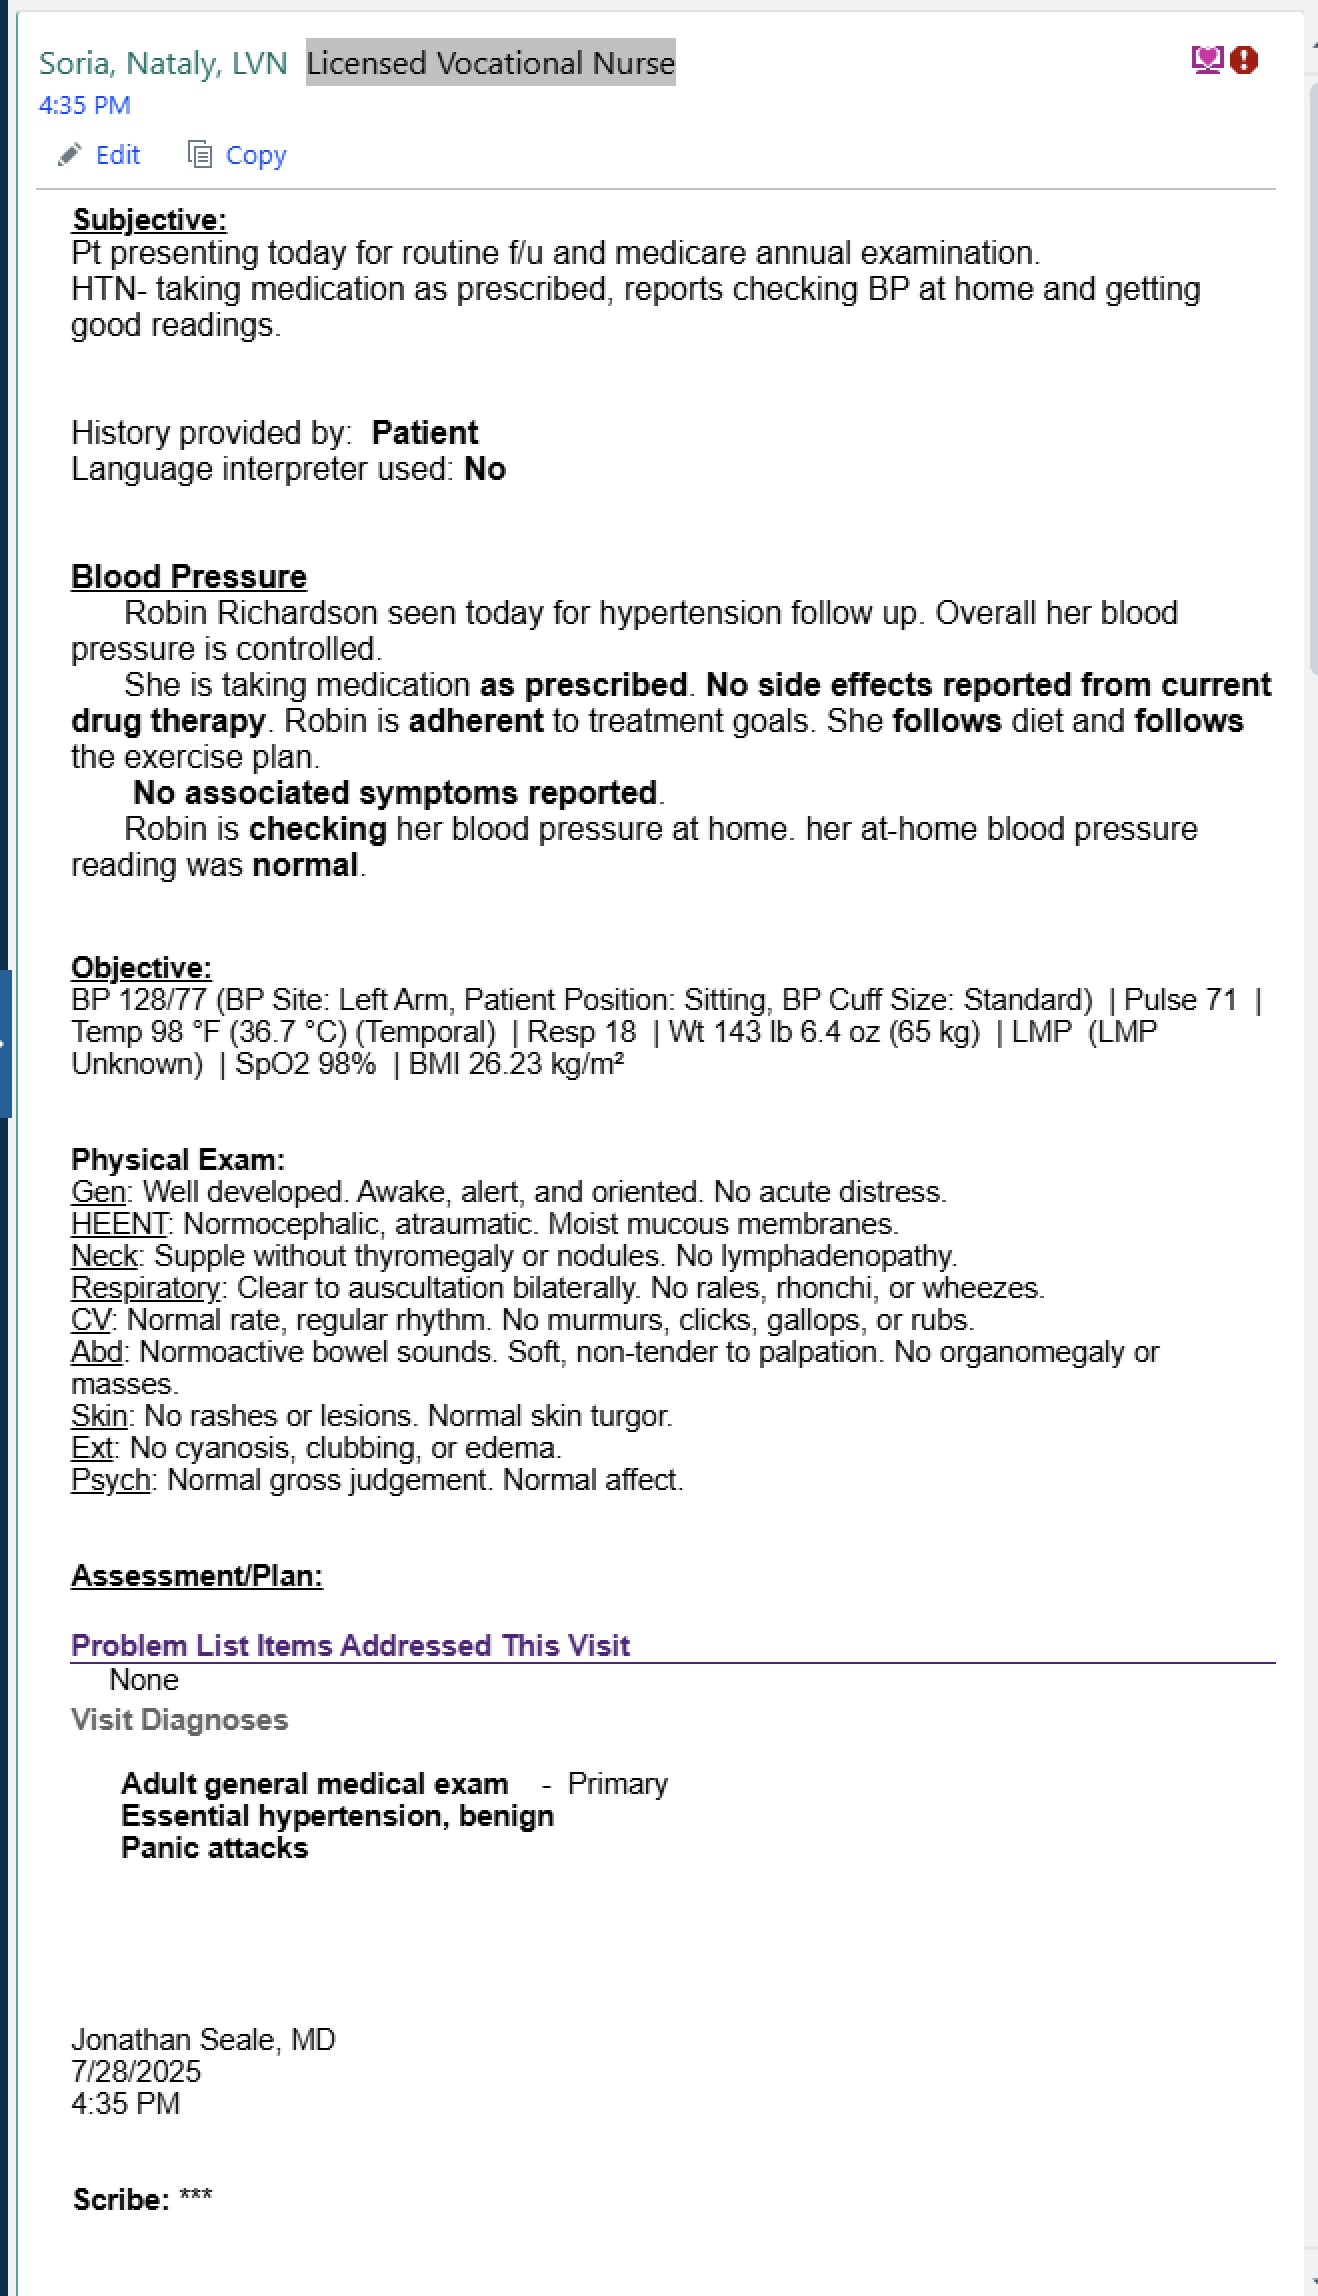 Soria, Nataly, LVN Licensed Vocational Nurse
4:35 PM
Edit Copy
Subjective:
Pt presenting today for routine f/u and medicare annual examination.
HTN- taking medication as prescribed, reports checking BP at home and getting
good readings.
History provided by: Patient
Language interpreter used: No
Blood Pressure
Robin Richardson seen today for hypertension follow up. Overall her blood
pressure is controlled.
She is taking medication as prescribed. No side effects reported from current
drug therapy. Robin is adherent to treatment goals. She follows diet and follows
the exercise plan.
No associated symptoms reported.
Robin is checking her blood pressure at home. her at-home blood pressure
reading was normal.
Objective:
BP 128/77 (BP Site: Left Arm, Patient Position: Sitting, BP Cuff Size: Standard) | Pulse 71 |
Temp 98 °F (36.7 °C) (Temporal) | Resp 18 | Wt 143 lb 6.4 oz (65 kg) | LMP (LMP
Unknown) | SpO2 98% | BMI 26.23 kg/m²
Physical Exam:
Gen: Well developed. Awake, alert, and oriented. No acute distress.
HEENT: Normocephalic, atraumatic. Moist mucous membranes.
Neck: Supple without thyromegaly or nodules. No lymphadenopathy.
Respiratory: Clear to auscultation bilaterally. No rales, rhonchi, or wheezes.
CV: Normal rate, regular rhythm. No murmurs, clicks, gallops, or rubs.
Abd: Normoactive bowel sounds. Soft, non-tender to palpation. No organomegaly or
masses.
Skin: No rashes or lesions. Normal skin turgor.
Ext: No cyanosis, clubbing, or edema.
Psych: Normal gross judgement. Normal affect.
Assessment/Plan:
Problem List Items Addressed This Visit
None
Visit Diagnoses
Adult general medical exam - Primary
Essential hypertension, benign
Panic attacks
Jonathan Seale, MD
7/28/2025
4:35 PM
Scribe: ***